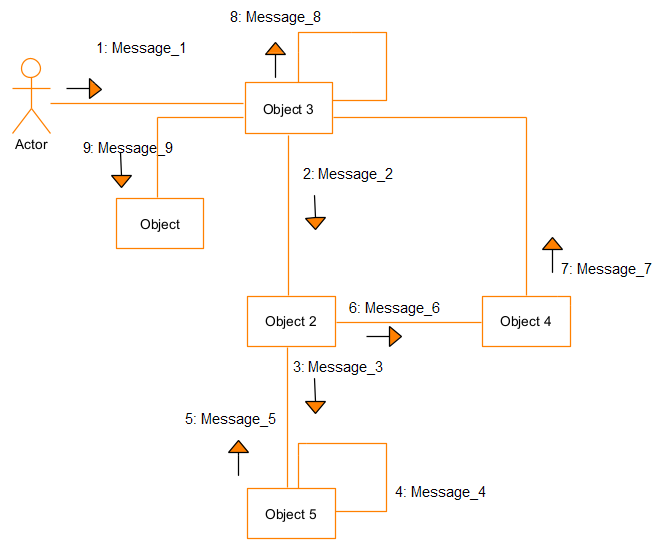 8: Message_8
1: Message_1
Object 3
Actor
9: Message_9
2: Message_2
Object
7: Message_7
6: Message_6
Object 2
Object 4
3: Message_3
5: Message_5
4: Message_4
Object 5